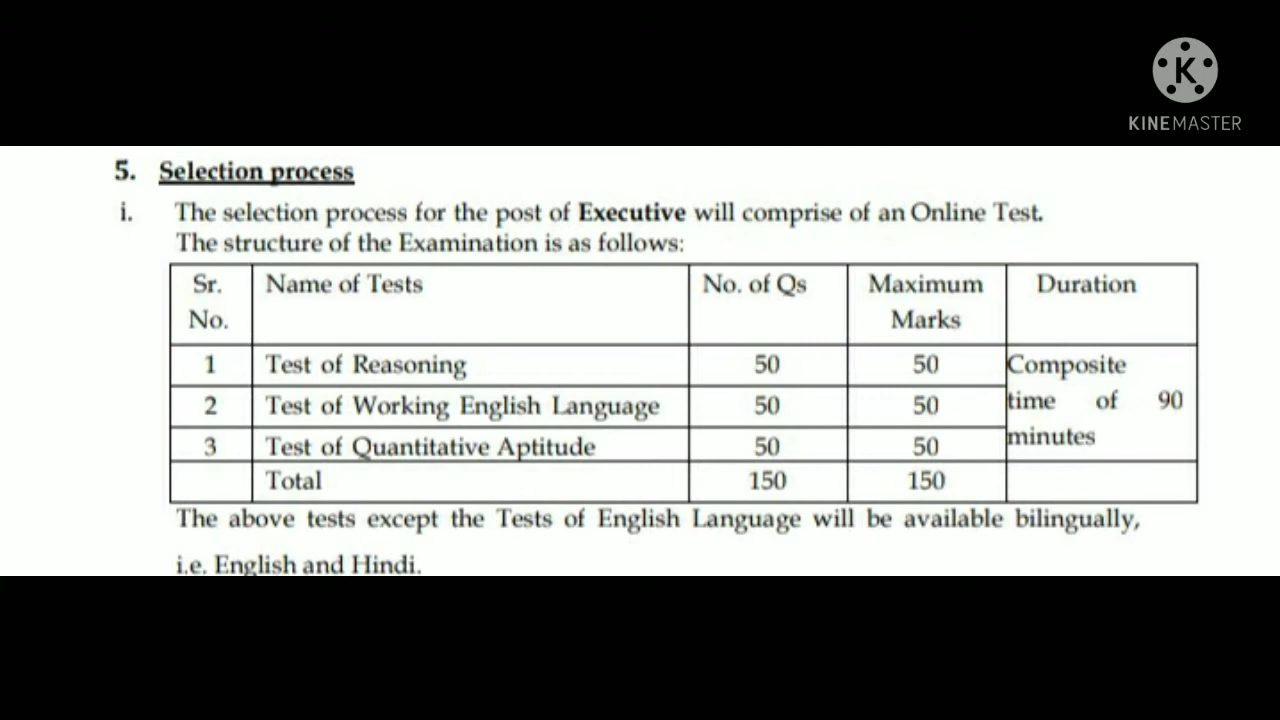 K
KINEMASTER
5. Selection process
i. The selection process for the post of Executive will comprise of an Online Test.
The structure of the Examination is as follows:
Sr. No. Name of Tests No. of Qs Maximum Marks Duration
1 Test of Reasoning 50 50 Composite
2 Test of Working English Language 50 50 time of 90
3 Test of Quantitative Aptitude 50 50 minutes
Total 150 150
The above tests except the Tests of English Language will be available bilingually,
i.e. English and Hindi.